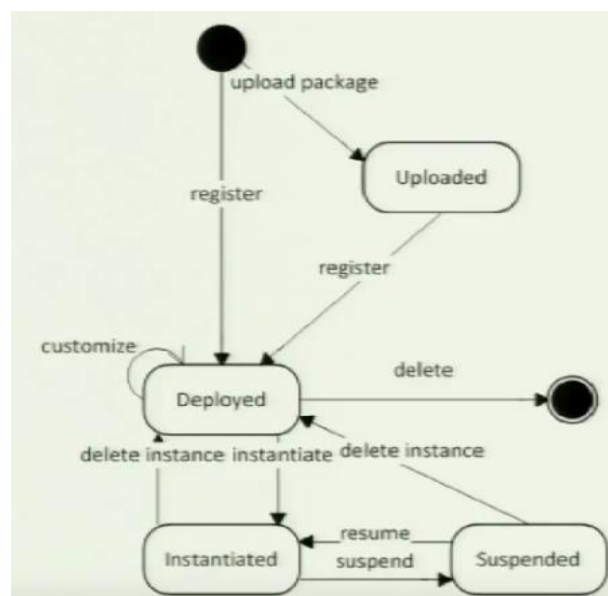 upload package
Uploaded
register
register
customize
delete
Deployed
delete instance
instantiate
delete instance
resume
Instantiated
suspend
Suspended